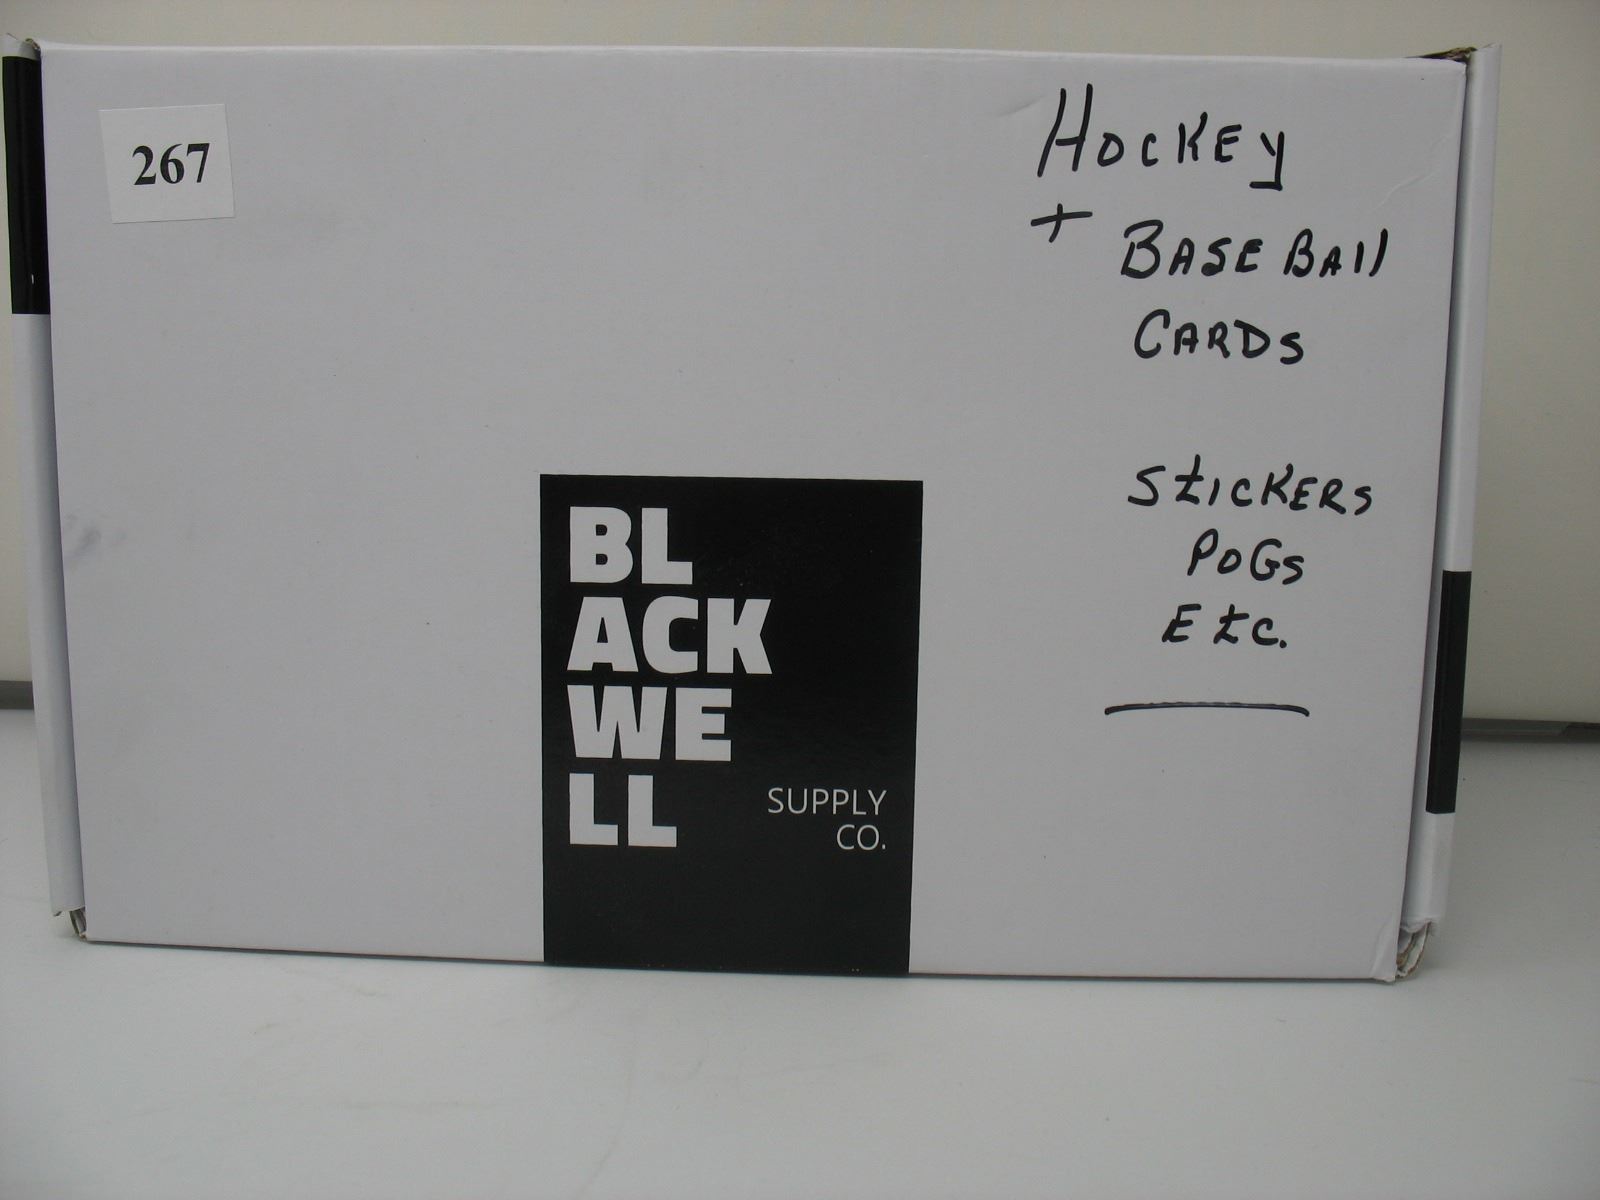 267
Hockey
+ Base Ball
Cards
Stickers
Pogs
Etc.
BL
ACK
WE
LL
SUPPLY
CO.